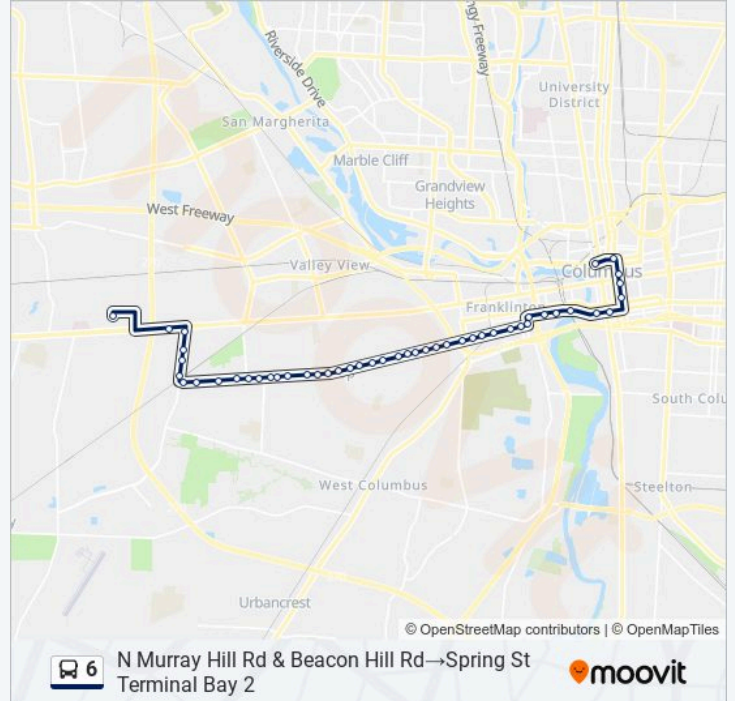 Riverside Drive
ngy Freeway
University
District
San Margherita
Marble Cliff
Grandview
Heights
West Freeway
Valley View
Columbus
Franklinton
South Colu
West Columbus
Steelton
Urbancrest
© OpenStreetMap contributors | © OpenMapTiles
6
N Murray Hill Rd & Beacon Hill Rd→Spring St
Terminal Bay 2
moovit